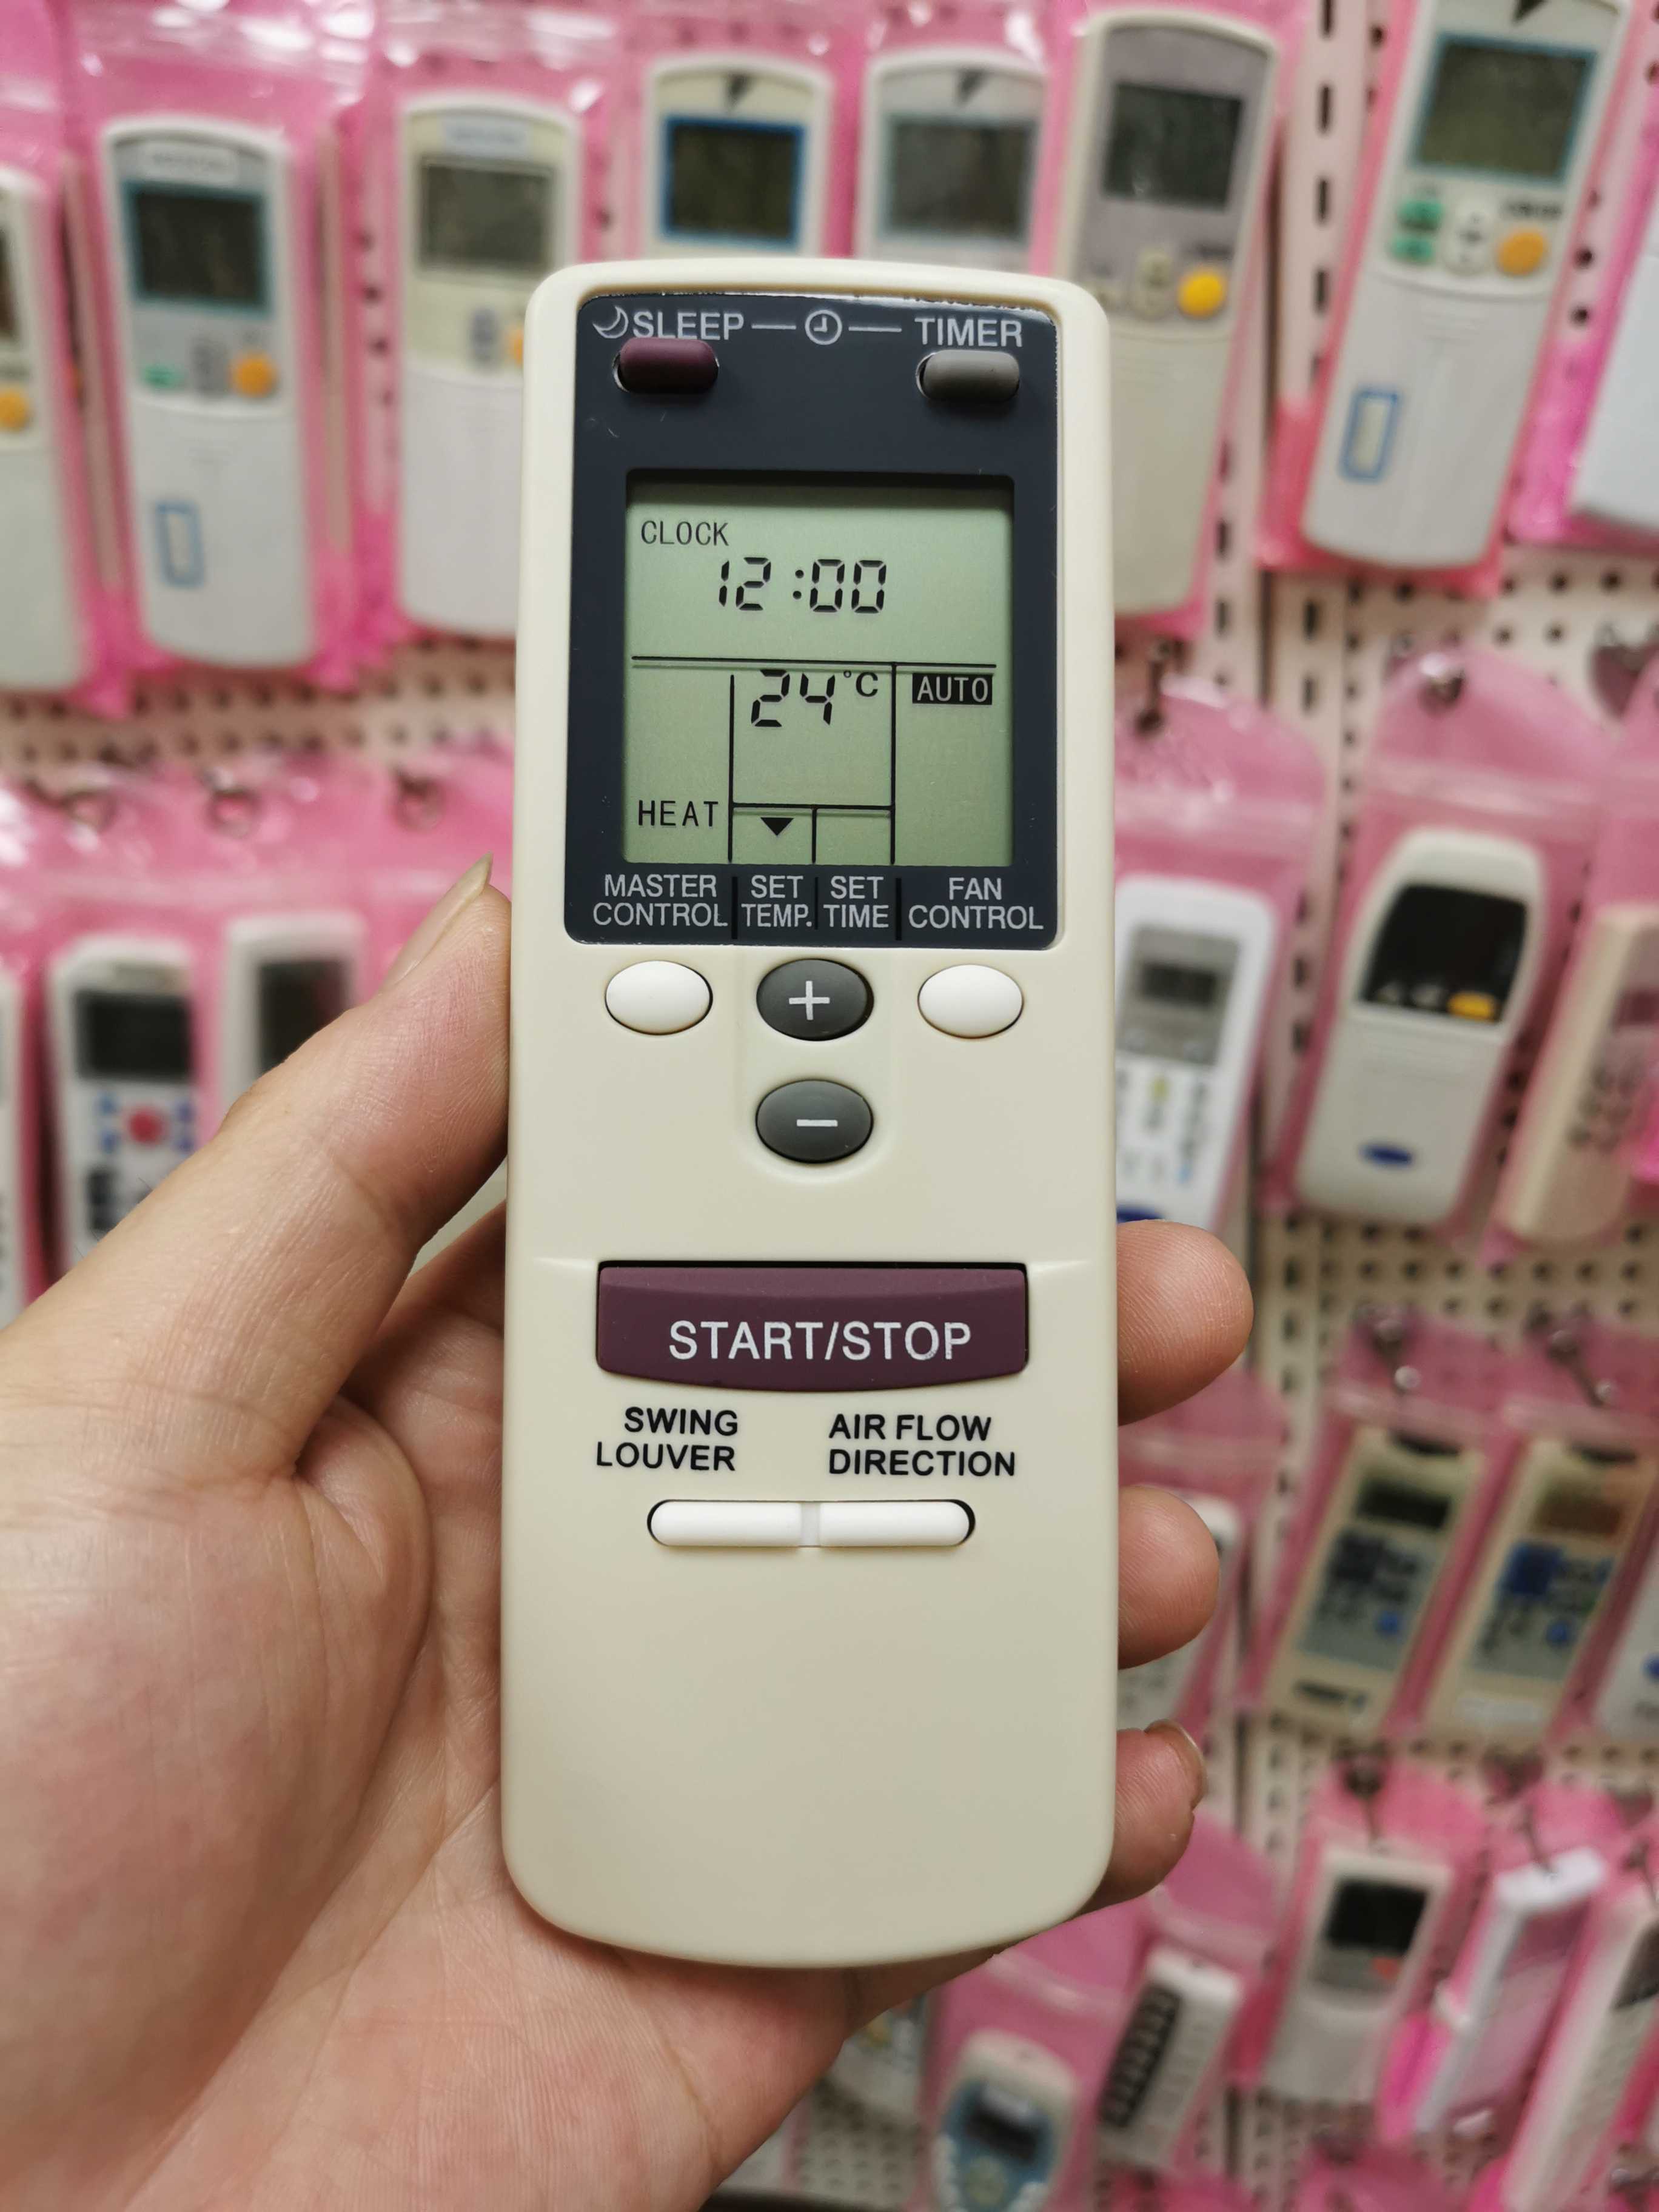 SLEEP TIMER
CLOCK
12:00
24°C AUTO
HEAT
MASTER CONTROL
SET TEMP.
SET TIME
FAN CONTROL
+
−
START/STOP
SWING LOUVER
AIR FLOW DIRECTION